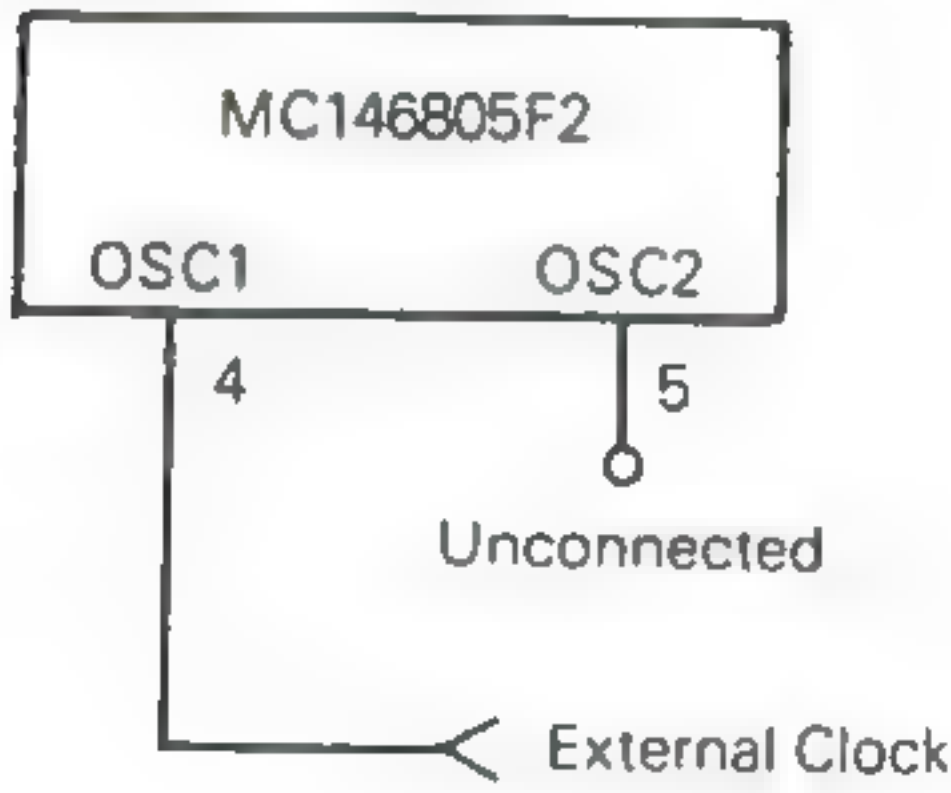 MC146805F2
OSC1 OSC2
4 5
Unconnected
External Clock